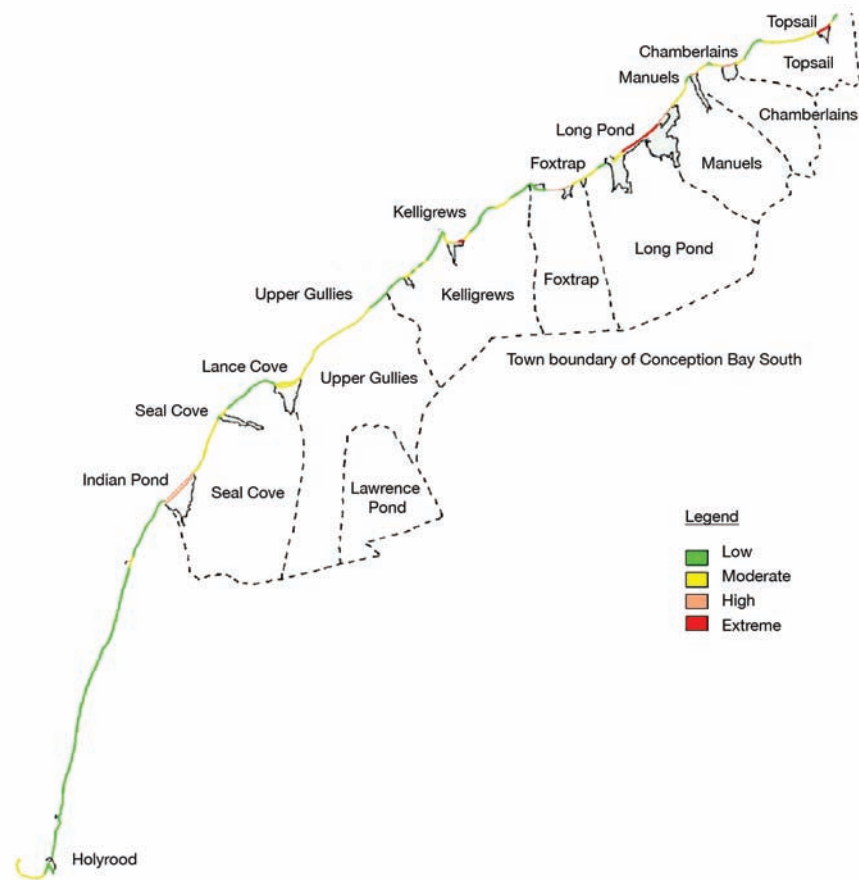 Topsail
Chamberlains
Topsail
Manuels
Chamberlains
Long Pond
Manuels
Foxtrap
Kelligrews
Long Pond
Foxtrap
Upper Gullies
Kelligrews
Town boundary of Conception Bay South
Lance Cove
Upper Gullies
Seal Cove
Indian Pond
Seal Cove
Lawrence
Pond
Legend
Low
Moderate
High
Extreme
Holyrood